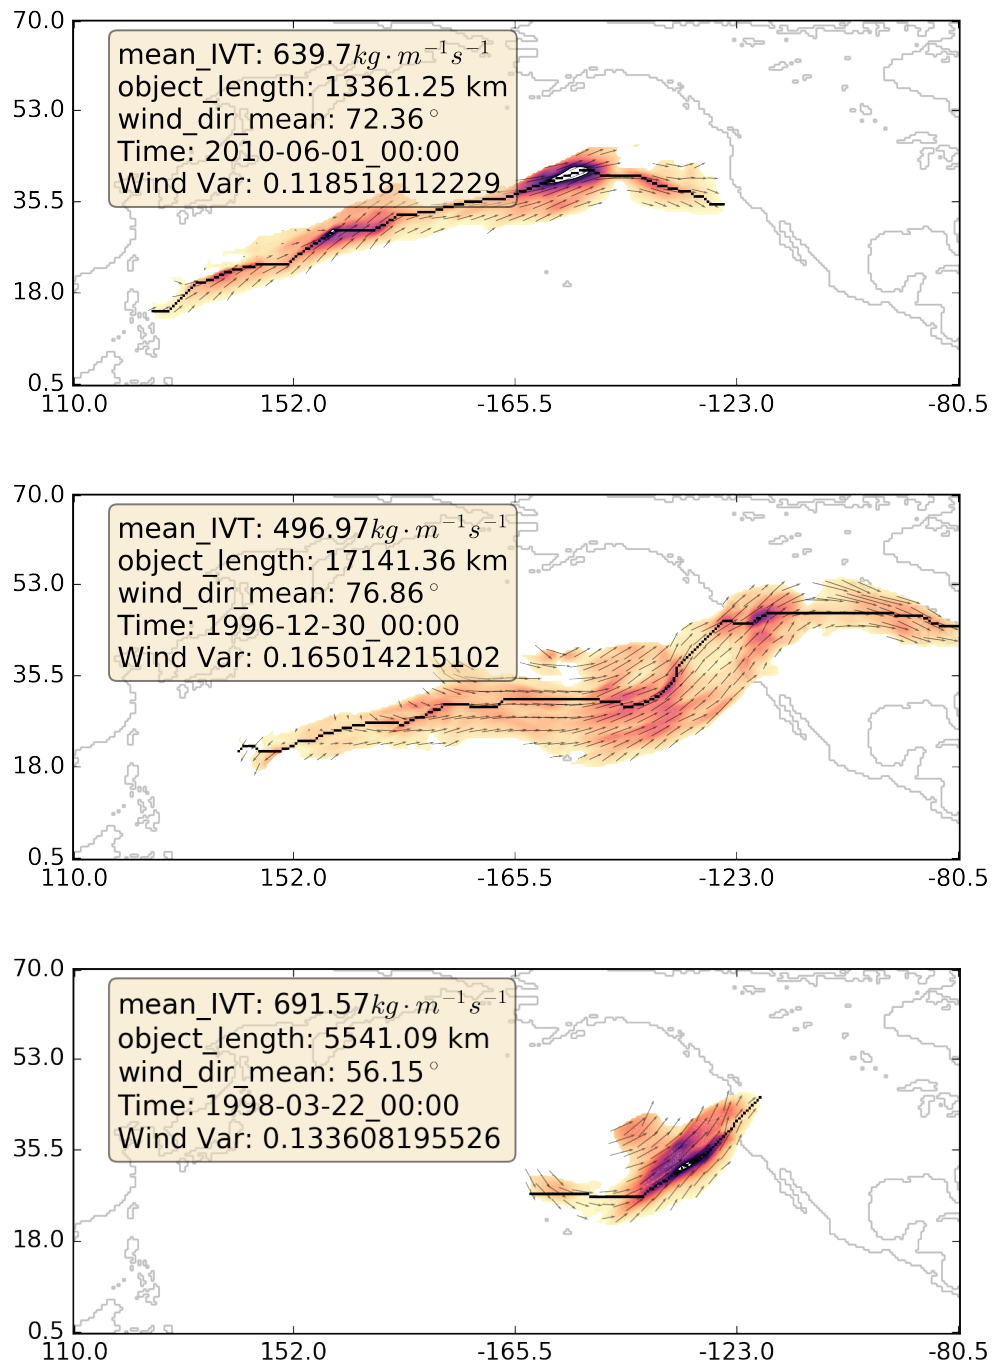 70.0
mean_IVT: 639.7kg · m⁻¹s⁻¹
object_length: 13361.25 km
53.0
wind_dir_mean: 72.36°
Time: 2010-06-01_00:00
Wind Var: 0.118518112229
35.5
18.0
0.5
110.0 152.0 -165.5 -123.0 -80.5
70.0
mean_IVT: 496.97kg · m⁻¹s⁻¹
object_length: 17141.36 km
53.0
wind_dir_mean: 76.86°
Time: 1996-12-30_00:00
Wind Var: 0.165014215102
35.5
18.0
0.5
110.0 152.0 -165.5 -123.0 -80.5
70.0
mean_IVT: 691.57kg · m⁻¹s⁻¹
object_length: 5541.09 km
53.0
wind_dir_mean: 56.15°
Time: 1998-03-22_00:00
Wind Var: 0.133608195526
35.5
18.0
0.5
110.0 152.0 -165.5 -123.0 -80.5